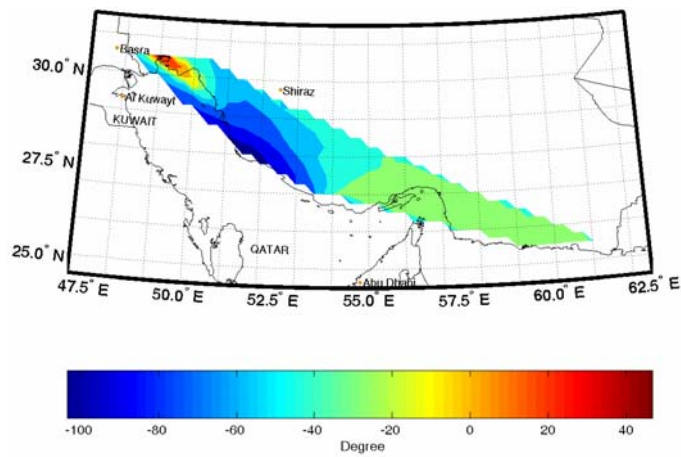 Basra
30.0° N
Shiraz
Al Kuwayt
KUWAIT
27.5° N
QATAR
25.0° N
Abu Dhabi
47.5° E
50.0° E
52.5° E
55.0° E
57.5° E
60.0° E
62.5° E
-100 -80 -60 -40 -20 0 20 40
Degree